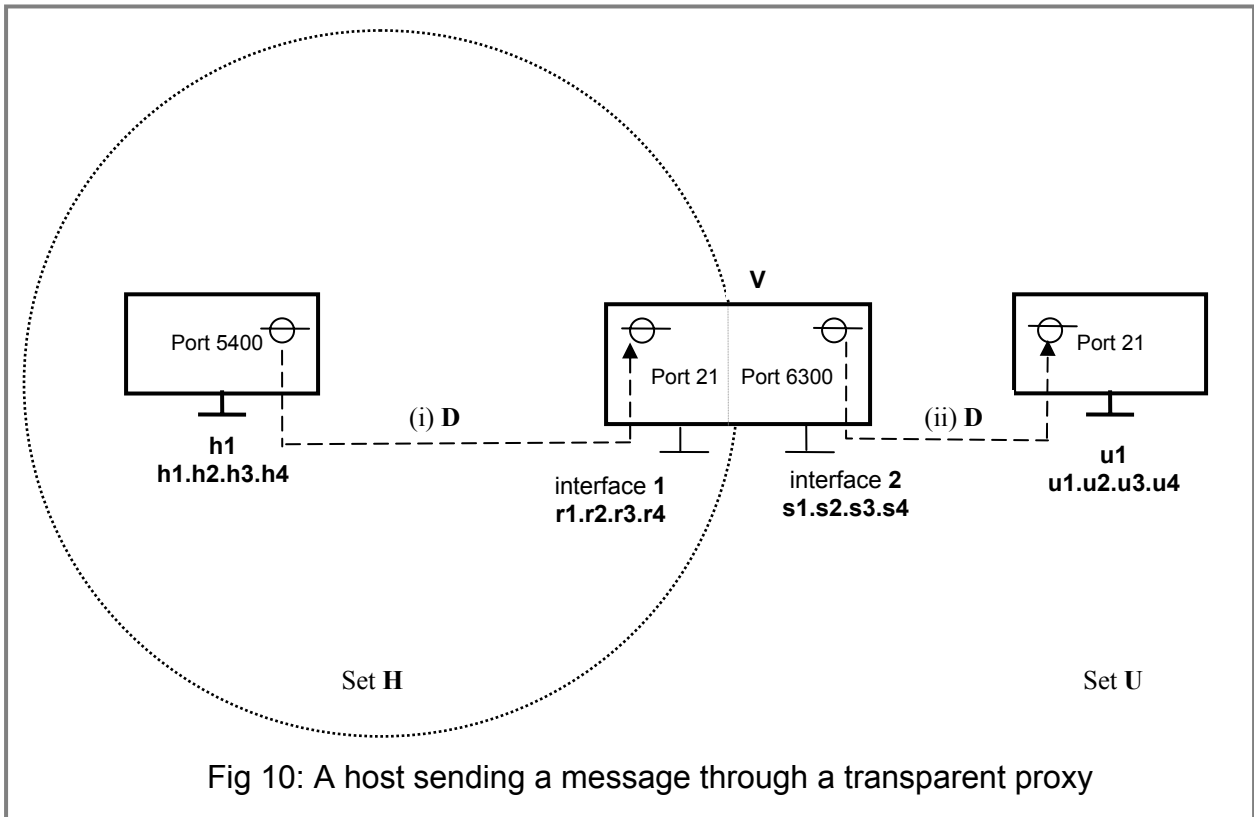 V
Port 5400
Port 21
Port 6300
Port 21
(i) D
(ii) D
h1
h1.h2.h3.h4
interface 1
r1.r2.r3.r4
interface 2
s1.s2.s3.s4
u1
u1.u2.u3.u4
Set H
Set U
Fig 10: A host sending a message through a transparent proxy